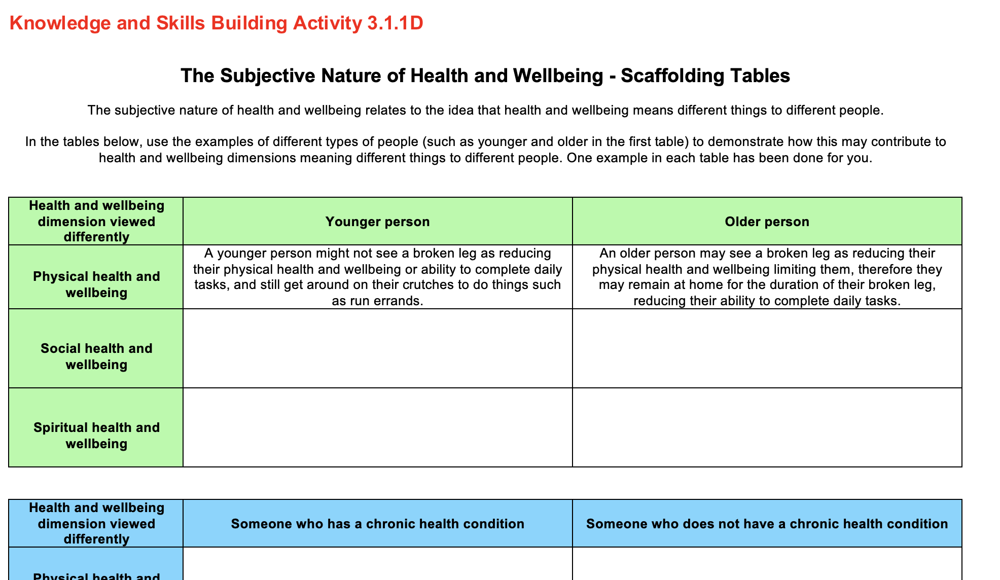 Knowledge and Skills Building Activity 3.1.1D
The Subjective Nature of Health and Wellbeing - Scaffolding Tables
The subjective nature of health and wellbeing relates to the idea that health and wellbeing means different things to different people.
In the tables below, use the examples of different types of people (such as younger and older in the first table) to demonstrate how this may contribute to
health and wellbeing dimensions meaning different things to different people. One example in each table has been done for you.
Health and wellbeing
dimension viewed
differently
Younger person
Older person
Physical health and
wellbeing
A younger person might not see a broken leg as reducing
their physical health and wellbeing or ability to complete daily
tasks, and still get around on their crutches to do things such
as run errands.
An older person may see a broken leg as reducing their
physical health and wellbeing limiting them, therefore they
may remain at home for the duration of their broken leg,
reducing their ability to complete daily tasks.
Social health and
wellbeing
Spiritual health and
wellbeing
Health and wellbeing
dimension viewed
differently
Someone who has a chronic health condition
Someone who does not have a chronic health condition
Physical health and